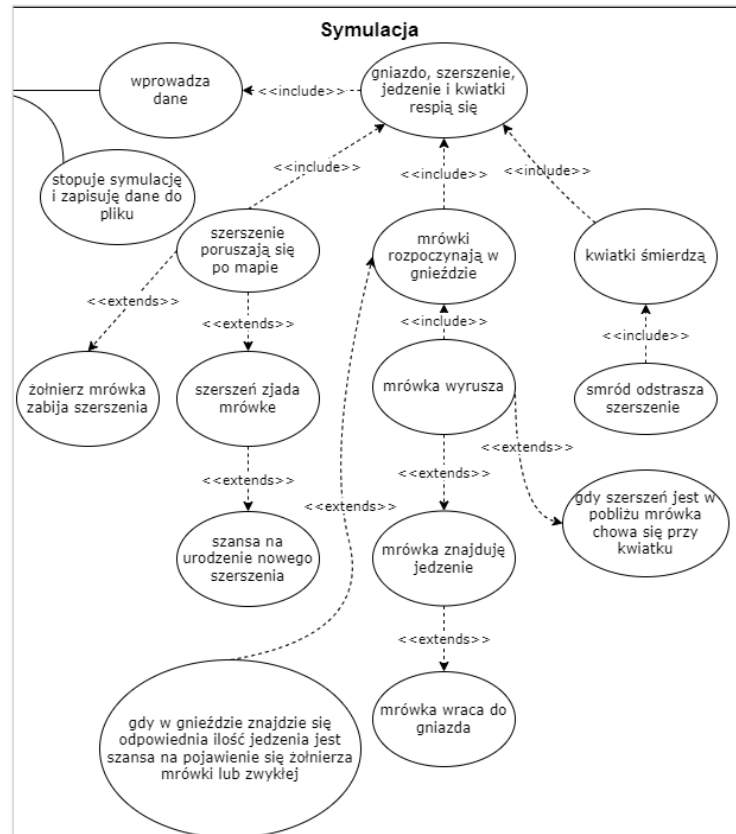 Symulacja
wprowadza
dane
<<include>>
gniazdo, szerszenie,
jedzenie i kwiatki
respią się
stopuje symulację
i zapisuję dane do
pliku
<<include>>
<<include>>
<<include>>
szerszenie
poruszają się
po mapie
mrówki
rozpoczynają w
gnieździe
kwiatki śmierdzą
<<extends>>
<<extends>>
<<include>>
<<include>>
żołnierz mrówka
zabija szerszenia
szerszeń zjada
mrówke
mrówka wyrusza
smród odstrasza
szerszenie
<<extends>>
<<extends>>
<<extends>>
<<extends>>
szansa na
urodzenie nowego
szerszenia
mrówka znajduję
jedzenie
gdy szerszeń jest w
pobliżu mrówka
chowa się przy
kwiatku
<<extends>>
gdy w gnieździe znajdzie się
odpowiednia ilość jedzenia jest
szansa na pojawienie się żołnierza
mrówki lub zwykłej
mrówka wraca do
gniazda